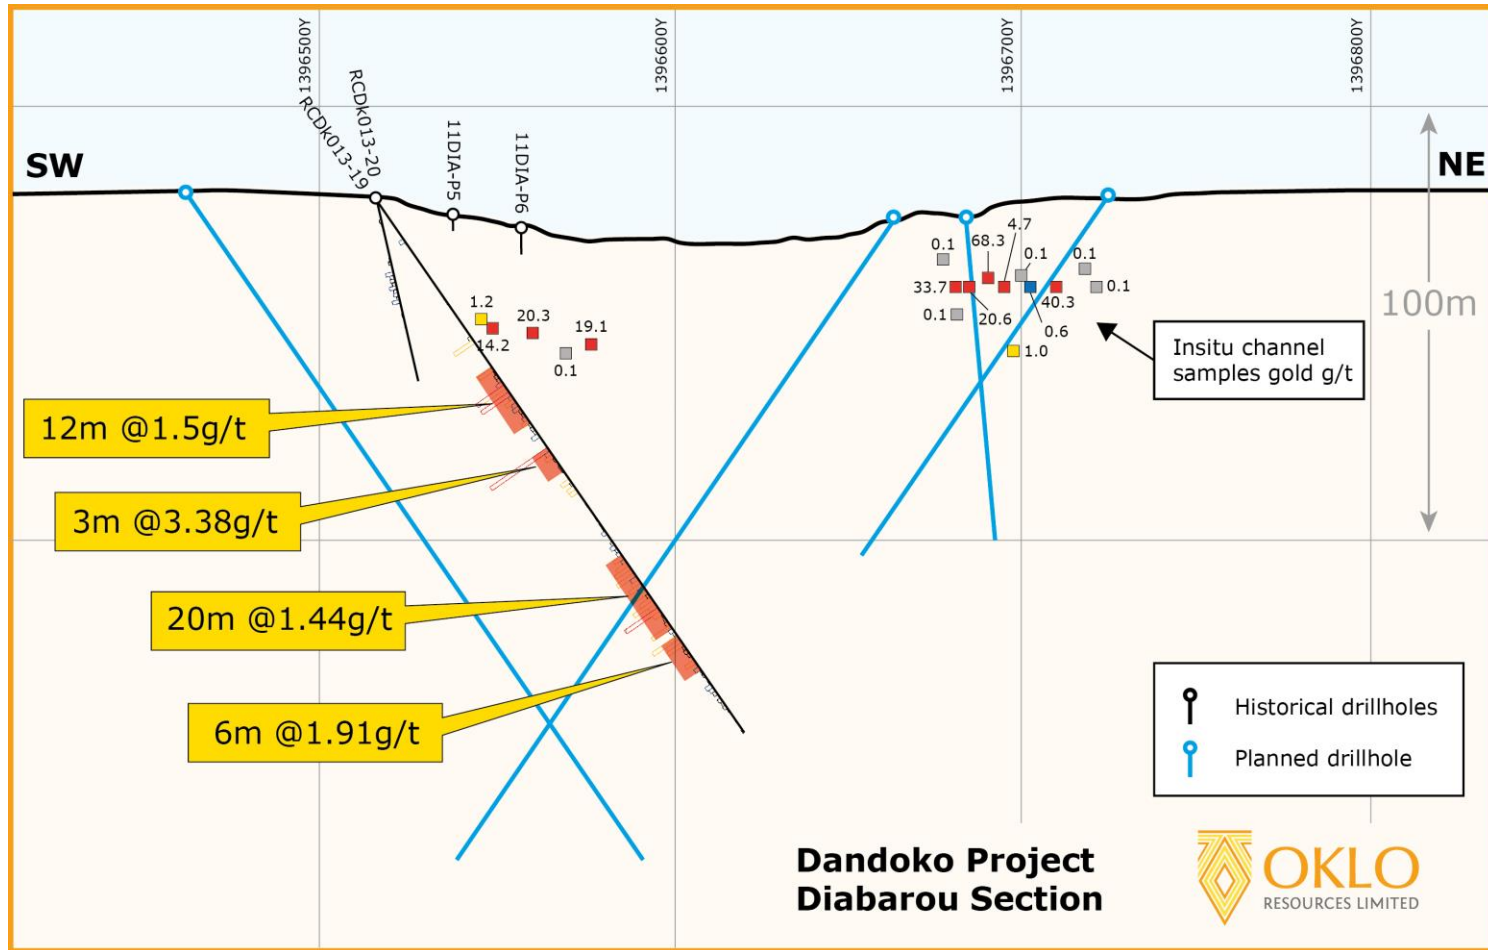 1396500Y
1396600Y
1396700Y
1396800Y
RCDk013-20
RCDk013-19
11DIA-P5
11DIA-P6
SW
NE
0.1
68.3
4.7
0.1
0.1
33.7
20.6
40.3
0.1
0.1
0.6
1.0
1.2
14.2
20.3
0.1
19.1
100m
Insitu channel
samples gold g/t
12m @1.5g/t
3m @3.38g/t
20m @1.44g/t
6m @1.91g/t
Historical drillholes
Planned drillhole
Dandoko Project
Diabarou Section
OKLO
RESOURCES LIMITED